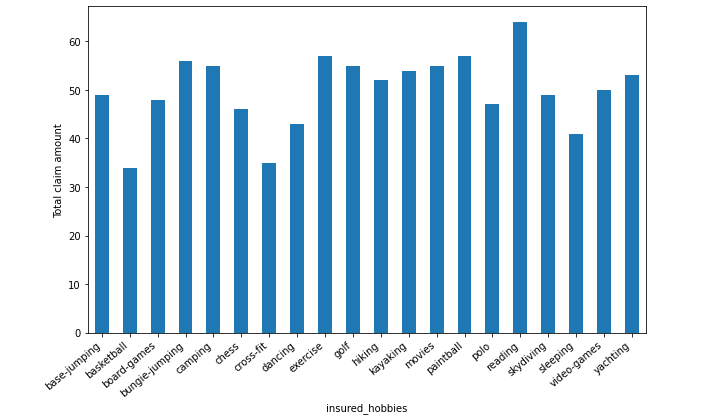 60
50
40
30
20
10
0
Total claim amount
base-jumping
basketball
board-games
bungie-jumping
camping
chess
cross-fit
dancing
exercise
golf
hiking
kayaking
movies
paintball
polo
reading
skydiving
sleeping
video-games
yachting
insured_hobbies